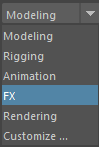 Modeling
Modeling
Rigging
Animation
FX
Rendering
Customize ...